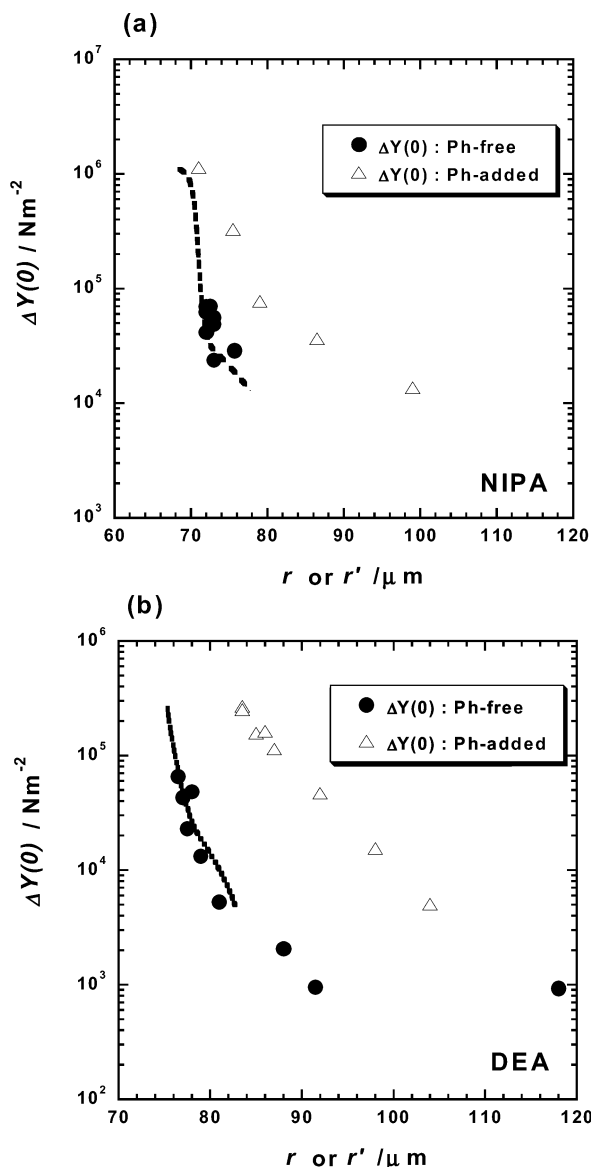 (a)
10^7
10^6
10^5
10^4
10^3
ΔY(0) / Nm^-2
ΔY(0) : Ph-free
ΔY(0) : Ph-added
NIPA
60 70 80 90 100 110 120
r or r' /μm
(b)
10^6
10^5
10^4
10^3
10^2
ΔY(0) / Nm^-2
ΔY(0) : Ph-free
ΔY(0) : Ph-added
DEA
70 80 90 100 110 120
r or r' /μm